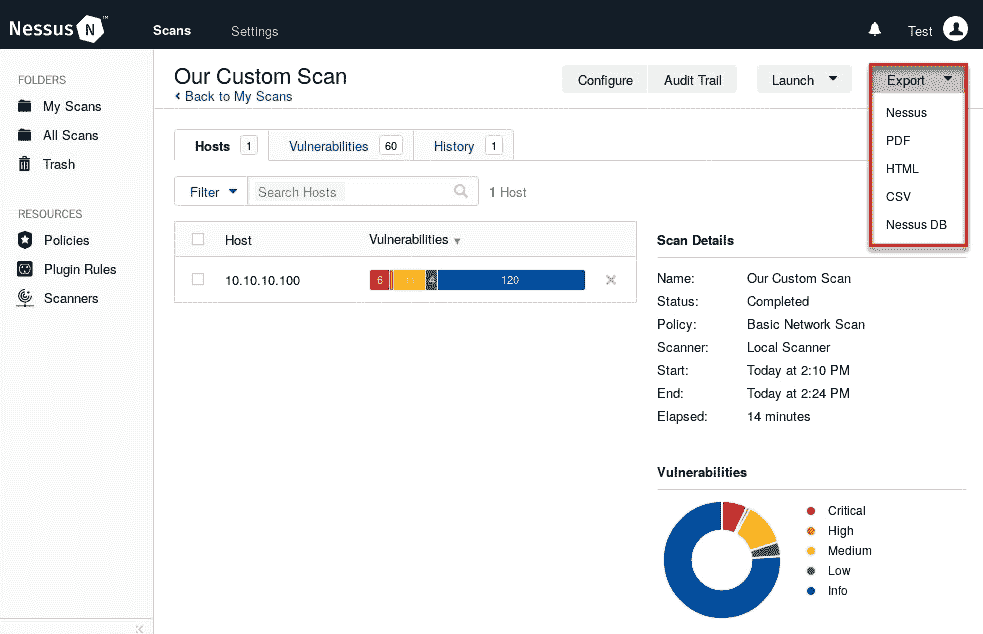 Nessus N ™
Scans
Settings
Test
FOLDERS
My Scans
All Scans
Trash
RESOURCES
Policies
Plugin Rules
Scanners
Our Custom Scan
Back to My Scans
Configure
Audit Trail
Launch
Export
Nessus
PDF
HTML
CSV
Nessus DB
Hosts 1
Vulnerabilities 60
History 1
Filter
Search Hosts
1 Host
Host Vulnerabilities
10.10.10.100 6 11 4 120
Scan Details
Name: Our Custom Scan
Status: Completed
Policy: Basic Network Scan
Scanner: Local Scanner
Start: Today at 2:10 PM
End: Today at 2:24 PM
Elapsed: 14 minutes
Vulnerabilities
Critical
High
Medium
Low
Info